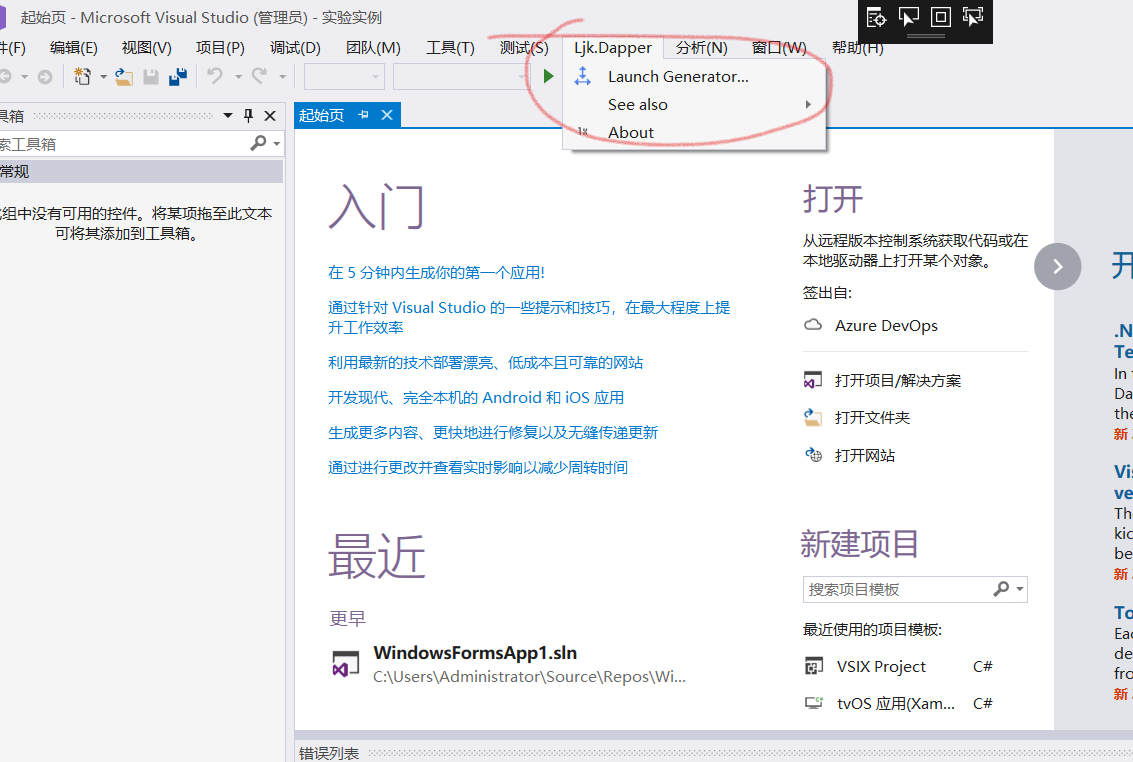 起始页 - Microsoft Visual Studio (管理员) - 实验实例
件(F) 编辑(E) 视图(V) 项目(P) 调试(D) 团队(M) 工具(T) 测试(S) Ljk.Dapper 分析(N) 窗口(W) 帮助(H)
Launch Generator...
See also
About
具箱
起始页
索工具箱
常规
组中没有可用的控件。将某项拖至此文本
可将其添加到工具箱。
入门
在 5 分钟内生成你的第一个应用!
通过针对 Visual Studio 的一些提示和技巧，在最大程度上提
升工作效率
利用最新的技术部署漂亮、低成本且可靠的网站
开发现代、完全本机的 Android 和 iOS 应用
生成更多内容、更快地进行修复以及无缝传递更新
通过进行更改并查看实时影响以减少周转时间
最近
更早
WindowsFormsApp1.sln
C:\Users\Administrator\Source\Repos\Wi...
打开
从远程版本控制系统获取代码或在
本地驱动器上打开某个对象。
签出自:
Azure DevOps
打开项目/解决方案
打开文件夹
打开网站
新建项目
搜索项目模板
最近使用的项目模板:
VSIX Project C#
tvOS 应用(Xam... C#
开
.N
Te
In
Da
the
新
Vis
ve
The
kic
be
新
To
Eac
de
fro
新
错误列表